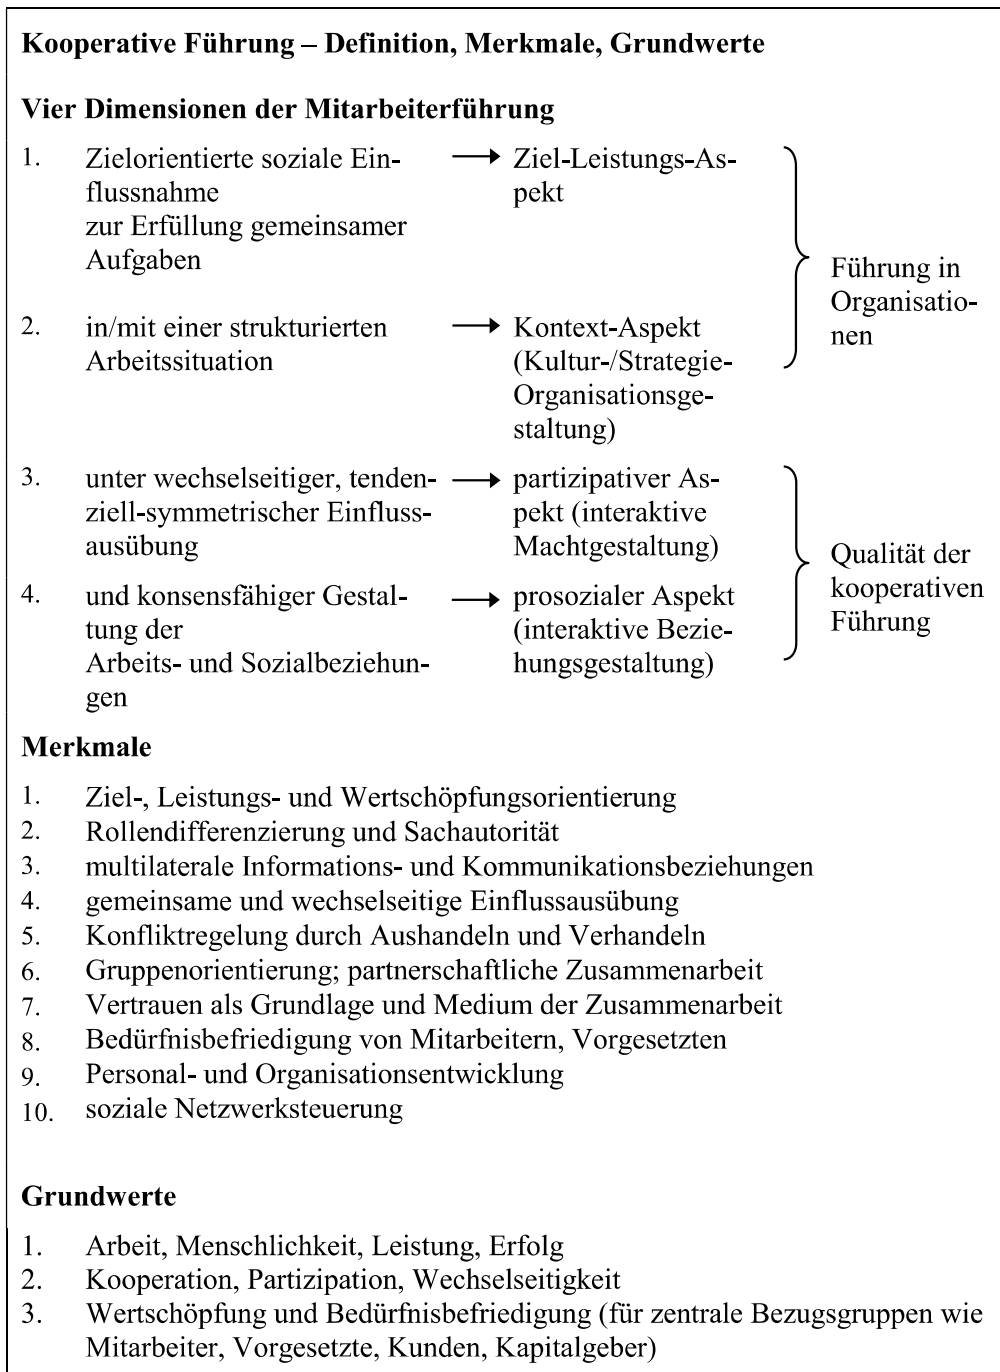 Kooperative Führung – Definition, Merkmale, Grundwerte
Vier Dimensionen der Mitarbeiterführung
1. Zielorientierte soziale Ein-
flussnahme
zur Erfüllung gemeinsamer
Aufgaben
→ Ziel-Leistungs-As-
pekt
2. in/mit einer strukturierten
Arbeitssituation
→ Kontext-Aspekt
(Kultur-/Strategie-
Organisationsge-
staltung)
Führung in
Organisatio-
nen
3. unter wechselseitiger, tenden-
ziell-symmetrischer Einfluss-
ausübung
→ partizipativer As-
pekt (interaktive
Machtgestaltung)
4. und konsensfähiger Gestal-
tung der
Arbeits- und Sozialbeziehun-
gen
→ prosozialer Aspekt
(interaktive Bezie-
hungsgestaltung)
Qualität der
kooperativen
Führung
Merkmale
1. Ziel-, Leistungs- und Wertschöpfungsorientierung
2. Rollendifferenzierung und Sachautorität
3. multilaterale Informations- und Kommunikationsbeziehungen
4. gemeinsame und wechselseitige Einflussausübung
5. Konfliktregelung durch Aushandeln und Verhandeln
6. Gruppenorientierung; partnerschaftliche Zusammenarbeit
7. Vertrauen als Grundlage und Medium der Zusammenarbeit
8. Bedürfnisbefriedigung von Mitarbeitern, Vorgesetzten
9. Personal- und Organisationsentwicklung
10. soziale Netzwerksteuerung
Grundwerte
1. Arbeit, Menschlichkeit, Leistung, Erfolg
2. Kooperation, Partizipation, Wechselseitigkeit
3. Wertschöpfung und Bedürfnisbefriedigung (für zentrale Bezugsgruppen wie
Mitarbeiter, Vorgesetzte, Kunden, Kapitalgeber)